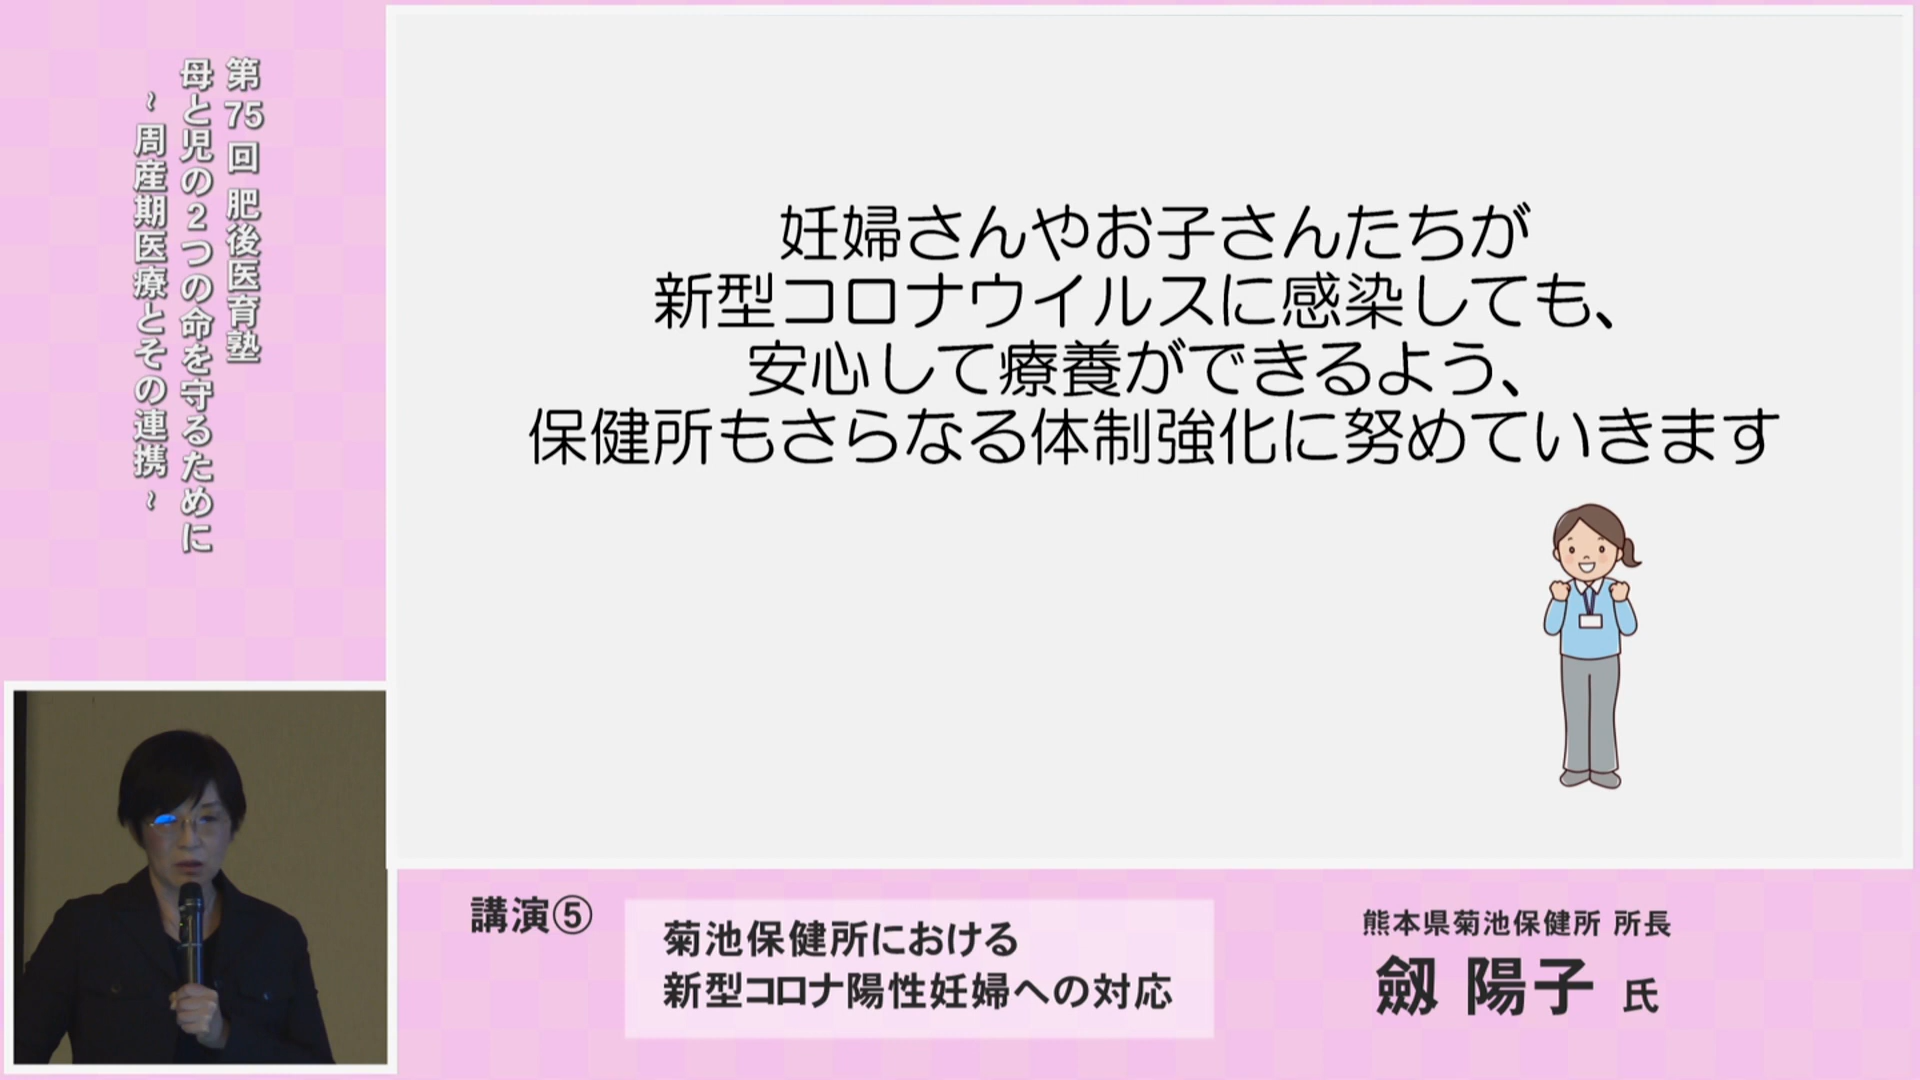 第75回 肥後医育塾
母と児の2つの命を守るために
~ 周産期医療とその連携 ~
妊婦さんやお子さんたちが
新型コロナウイルスに感染しても、
安心して療養ができるよう、
保健所もさらなる体制強化に努めていきます
講演⑤
菊池保健所における
新型コロナ陽性妊婦への対応
熊本県菊池保健所 所長
劔 陽子 氏